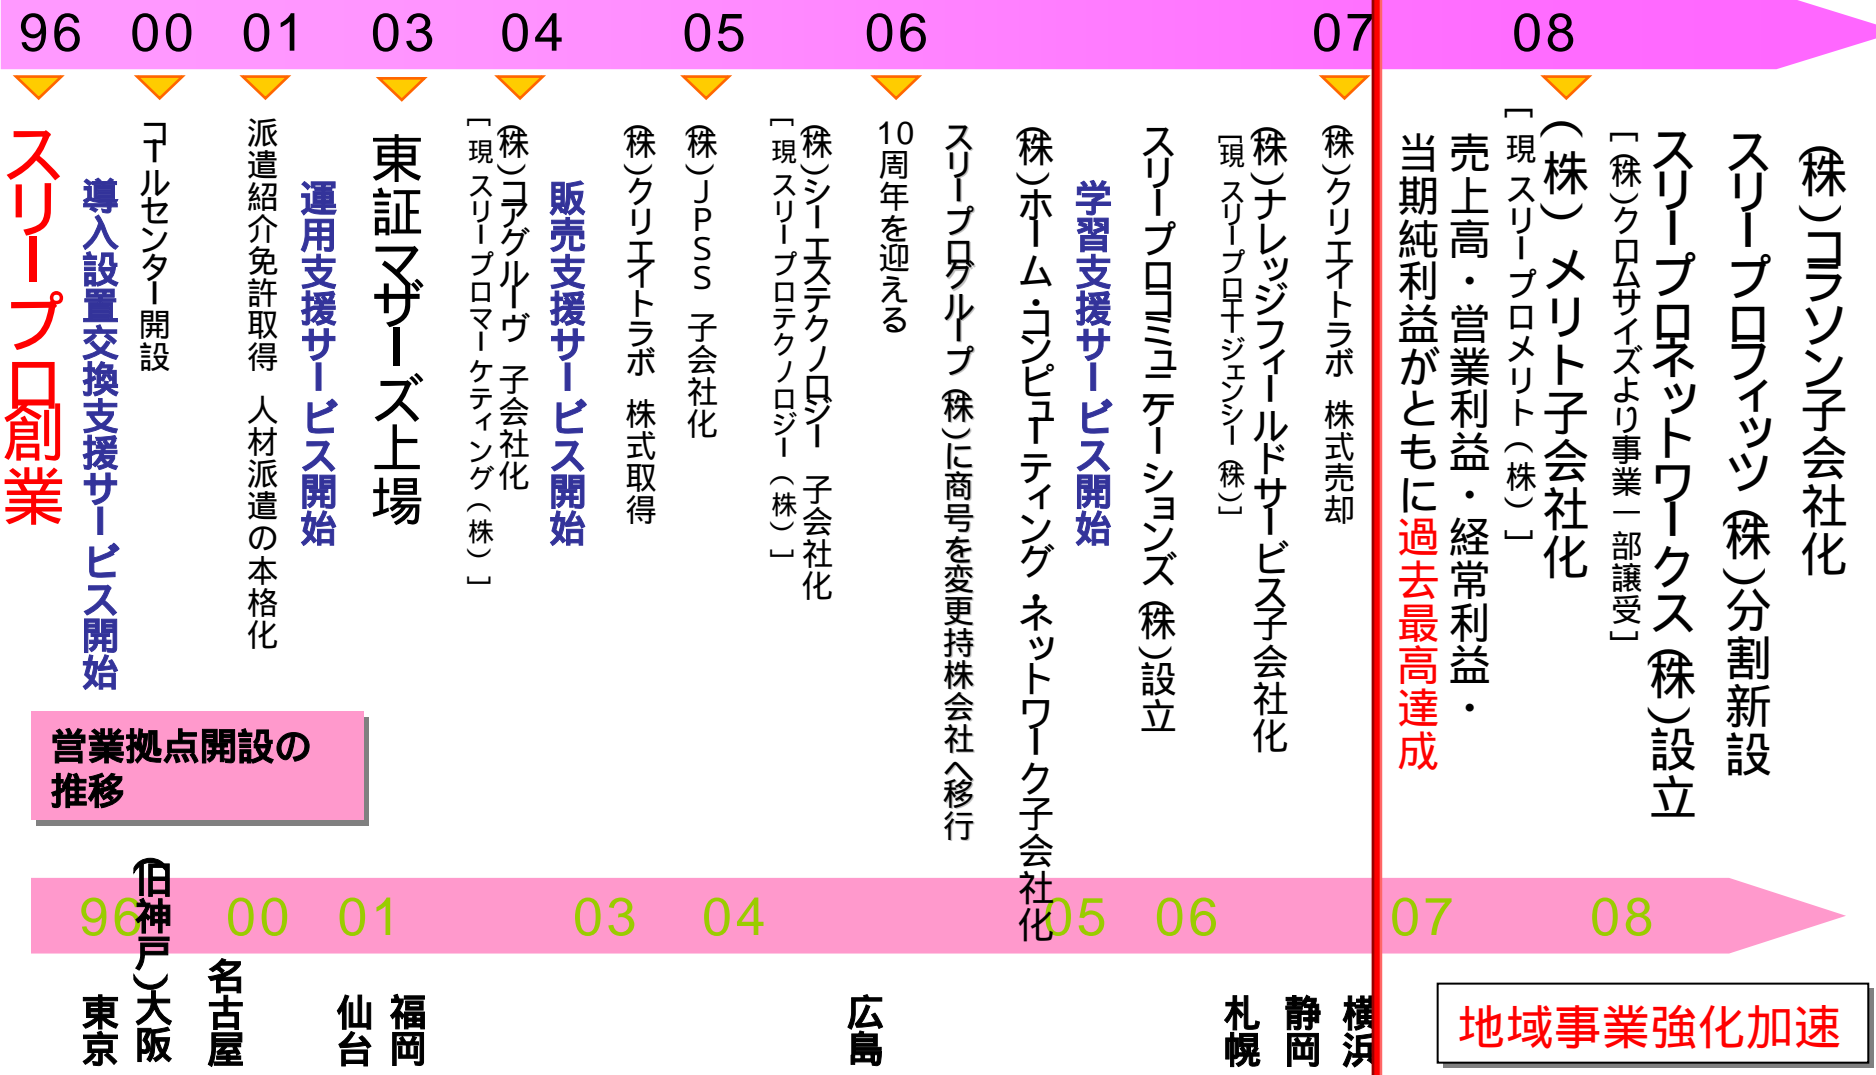 96 00 01 03 04 05 06 07 08
スリープロ創業
導入設置交換支援サービス開始
コールセンター開設
派遣紹介免許取得 人材派遣の本格化
運用支援サービス開始
東証マザーズ上場
[現 スリープロマーケティング(株)]
(株)コアグルーヴ 子会社化
販売支援サービス開始
(株)クリエイトラボ 株式取得
(株)JPSS 子会社化
[現 スリープロテクノロジー(株)]
(株)シーエステクノロジー 子会社化
10周年を迎える
スリープログループ(株)に商号を変更持株会社へ移行
(株)ホーム・コンピューティング・ネットワーク子会社化
学習支援サービス開始
スリープロコミュニケーションズ(株)設立
[現 スリープロエージェンシー(株)]
(株)ナレッジフィールドサービス子会社化
(株)クリエイトラボ 株式売却
当期純利益がともに過去最高達成
売上高・営業利益・経常利益・
[現 スリープロメリト(株)]
(株)メリト子会社化
[(株)クロムサイズより事業一部譲受]
スリープロネットワークス(株)設立
スリープロフィッツ(株)分割新設
(株)コラソン子会社化
営業拠点開設の
推移
96 00 01 03 04 05 06 07 08
東京
(旧神戸)大阪
名古屋
仙台
福岡
広島
札幌
静岡
横浜
地域事業強化加速